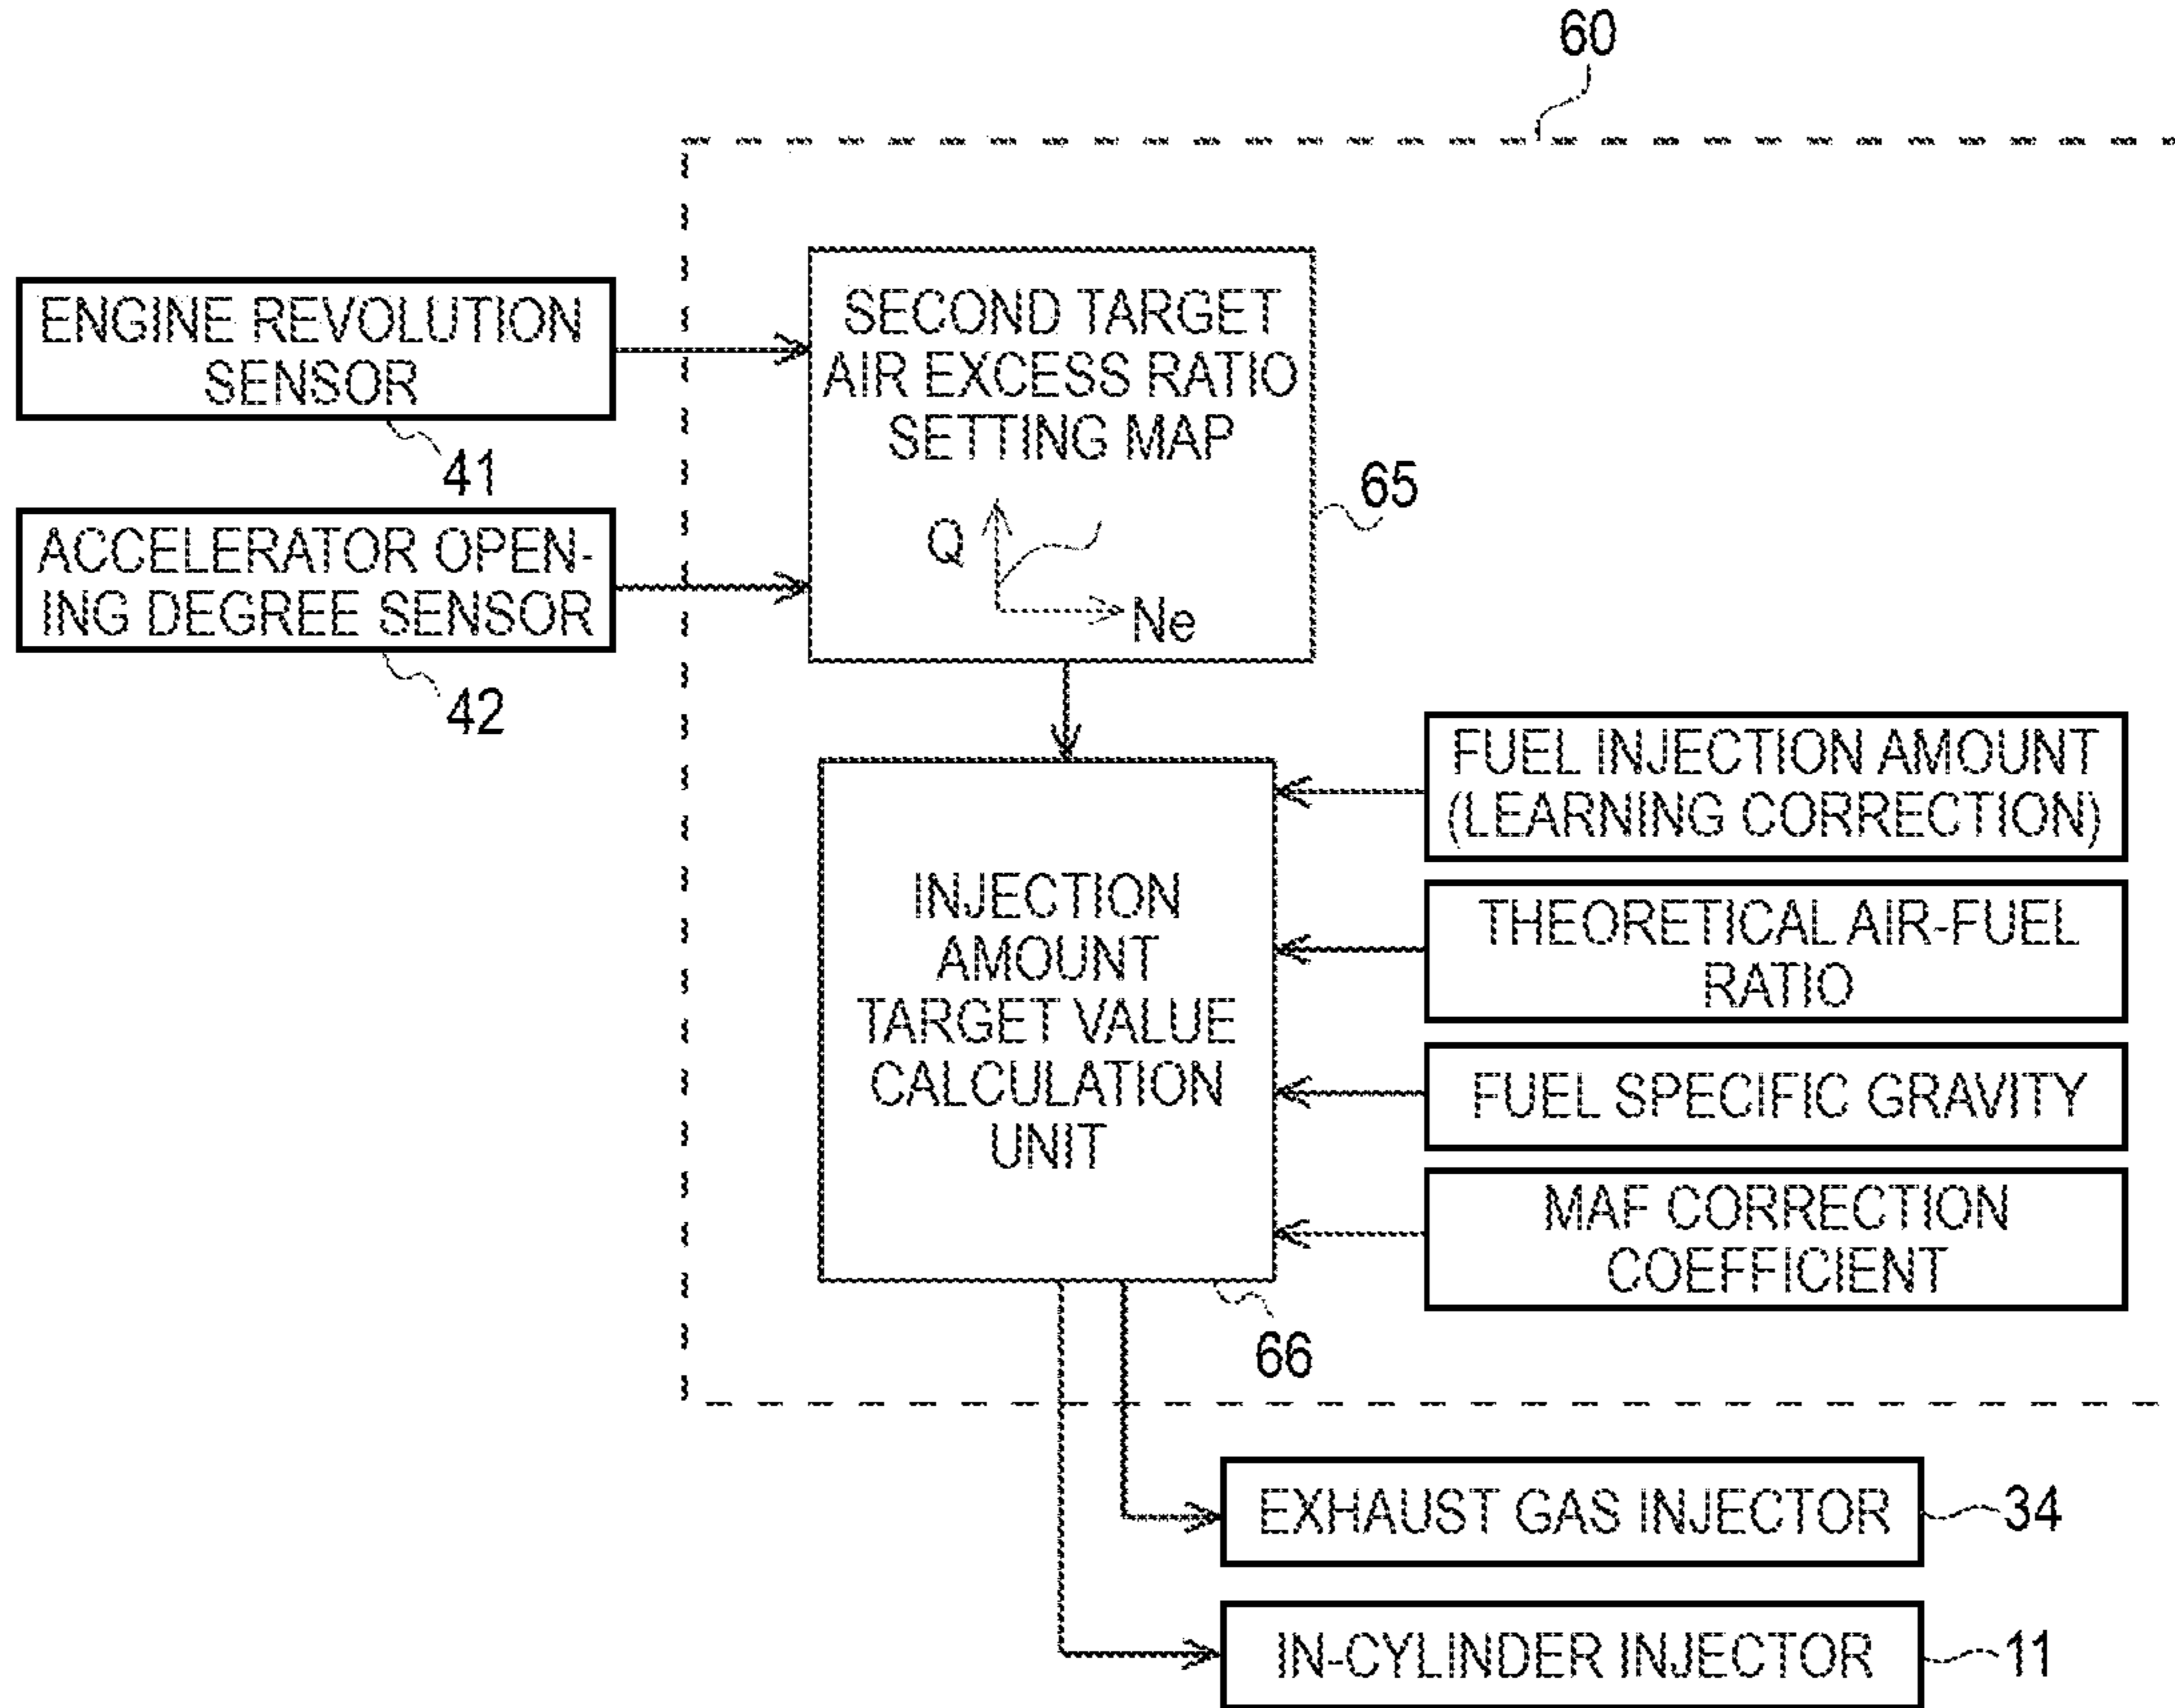 60
ENGINE REVOLUTION
SENSOR
41
ACCELERATOR OPEN-
ING DEGREE SENSOR
42
SECOND TARGET
AIR EXCESS RATIO
SETTING MAP
Q
Ne
65
INJECTION
AMOUNT
TARGET VALUE
CALCULATION
UNIT
66
FUEL INJECTION AMOUNT
(LEARNING CORRECTION)
THEORETICAL AIR-FUEL
RATIO
FUEL SPECIFIC GRAVITY
MAF CORRECTION
COEFFICIENT
EXHAUST GAS INJECTOR
34
IN-CYLINDER INJECTOR
11